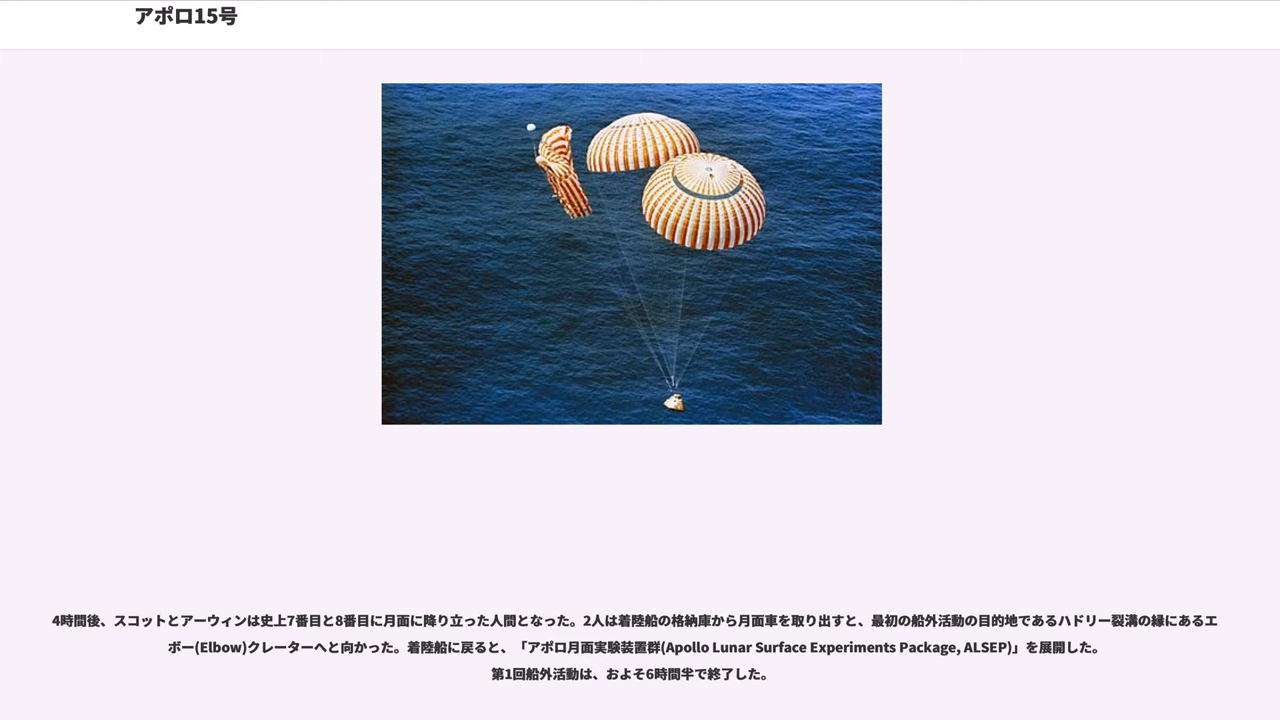 アポロ15号
4時間後、スコットとアーウィンは史上7番目と8番目に月面に降り立った人間となった。2人は着陸船の格納庫から月面車を取り出すと、最初の船外活動の目的地であるハドリー裂溝の縁にあるエ
ボー(Elbow)クレーターへと向かった。着陸船に戻ると、「アポロ月面実験装置群(Apollo Lunar Surface Experiments Package, ALSEP)」を展開した。
第1回船外活動は、およそ6時間半で終了した。